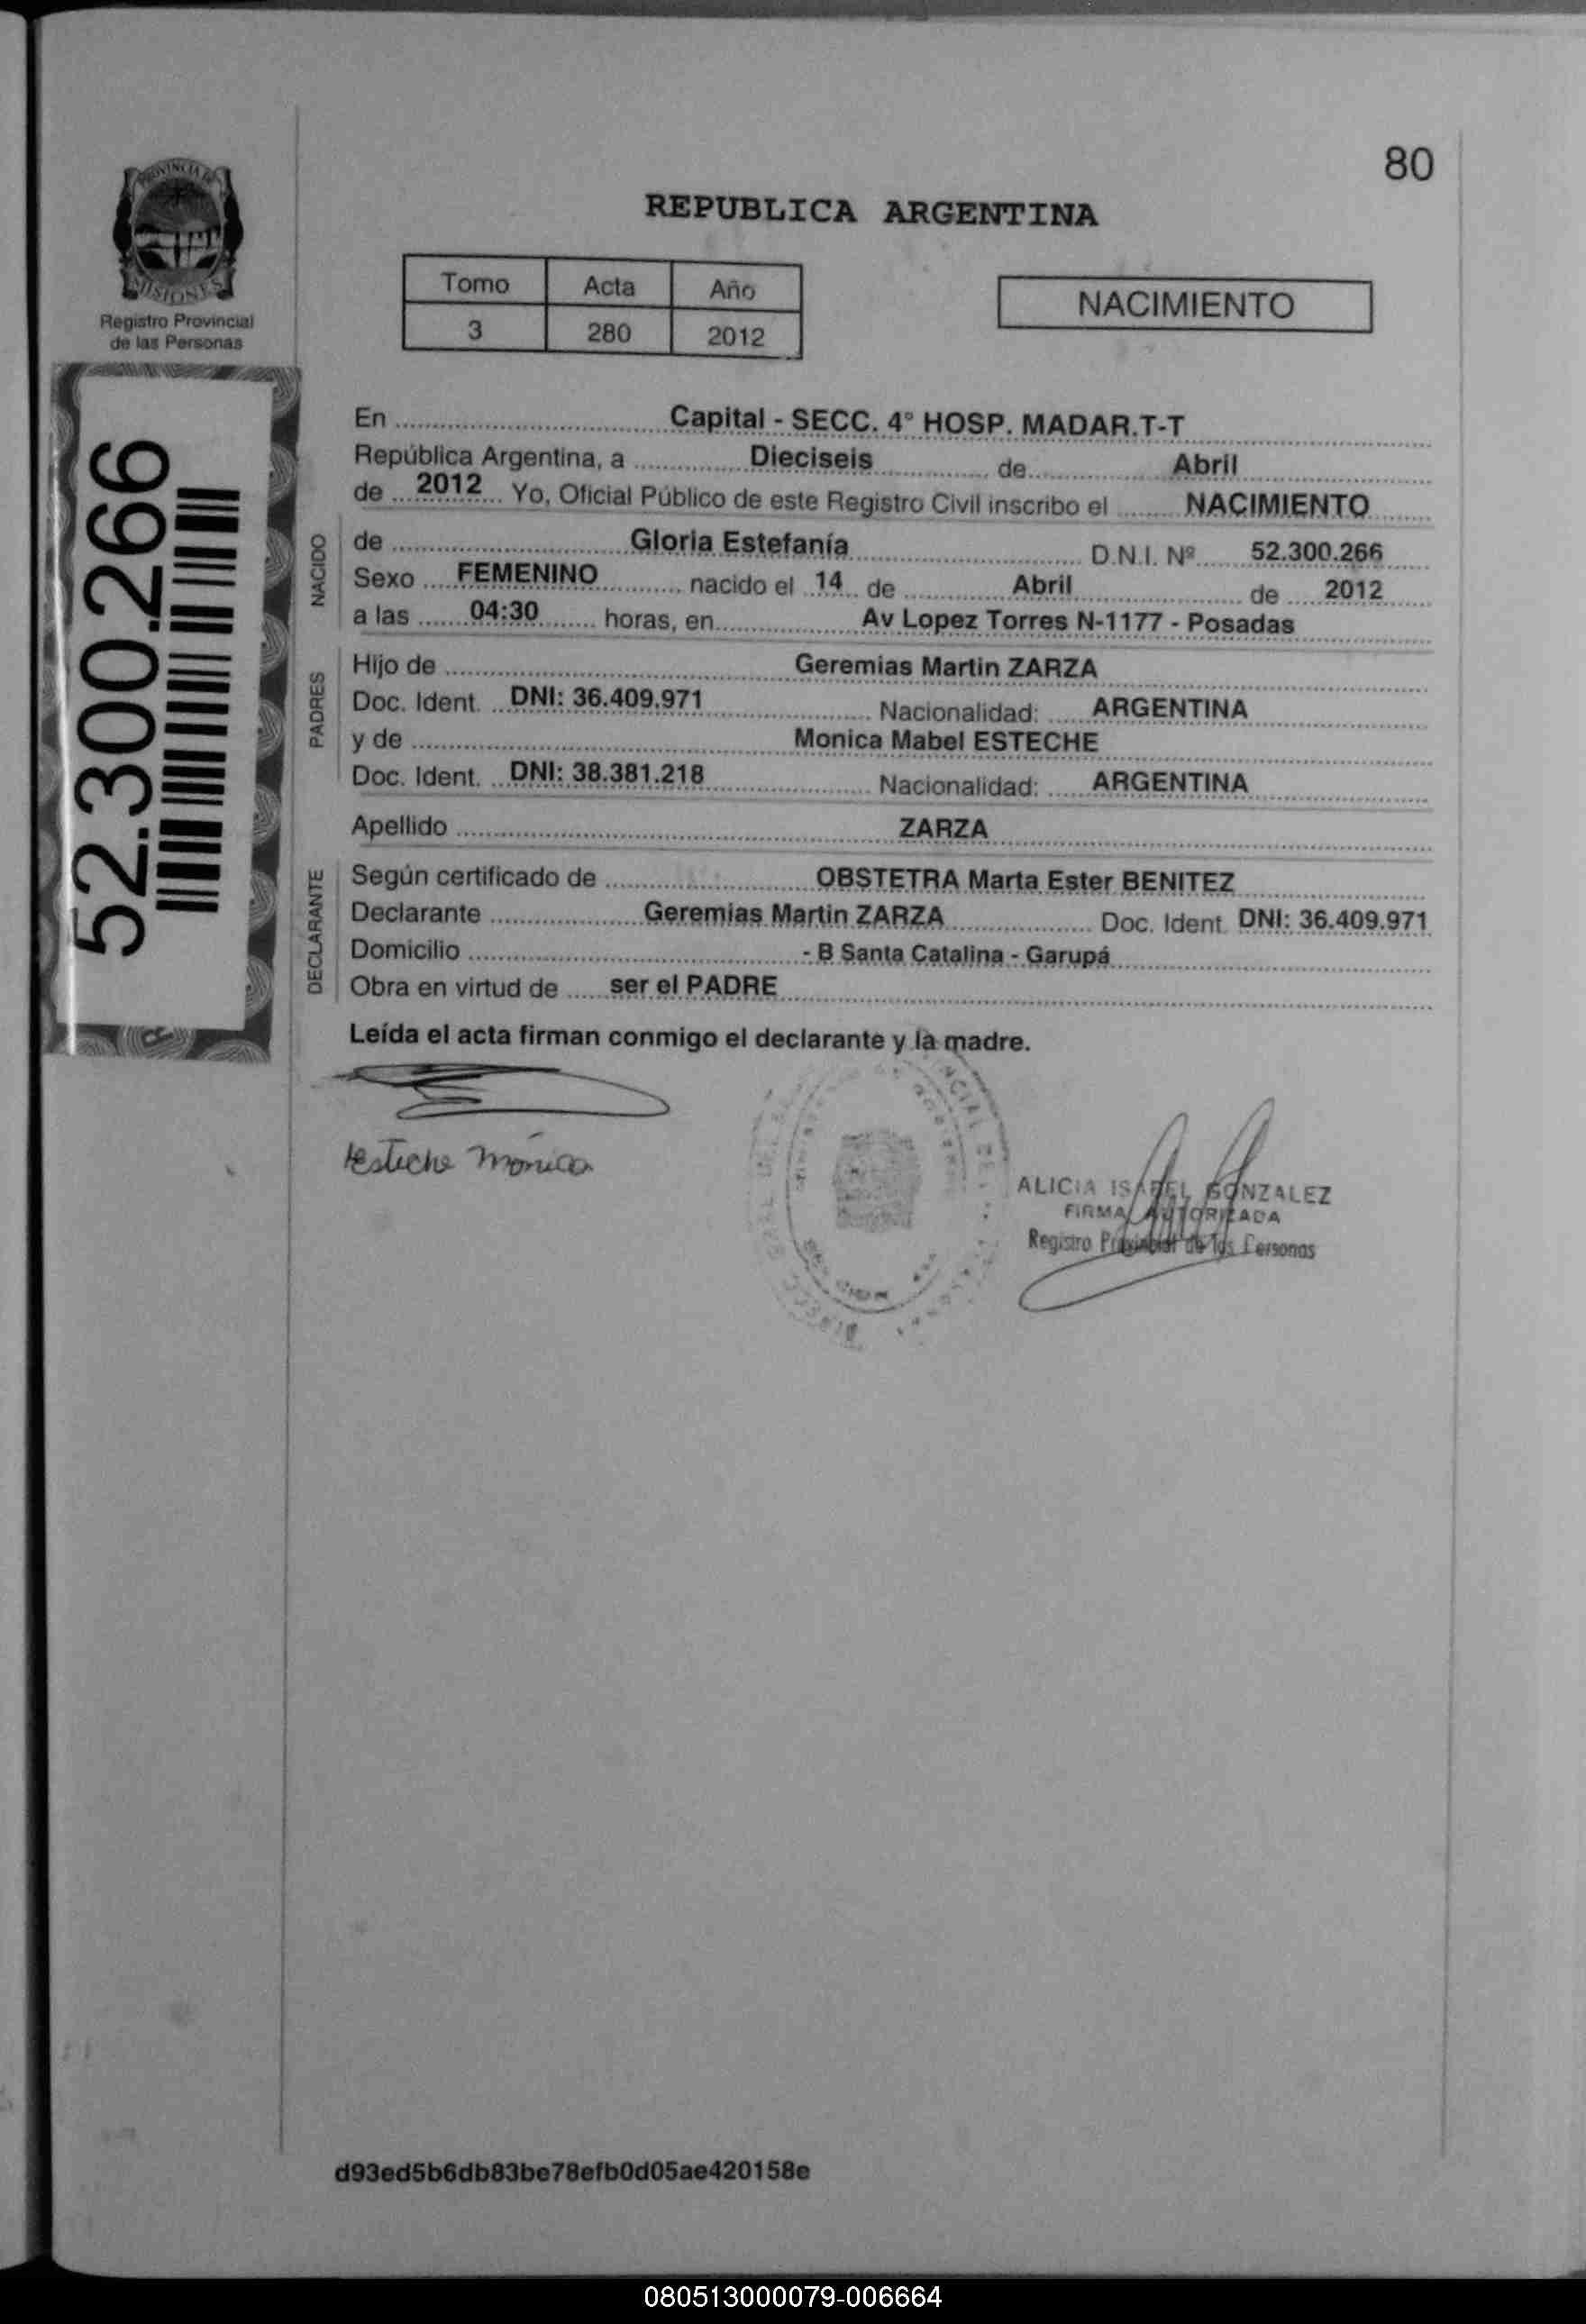 80
PROVINCIA DE
MISIONES
Registro Provincial
de las Personas
REPUBLICA ARGENTINA
Tomo Acta Año
3 280 2012
NACIMIENTO
52.300.266
En Capital - SECC. 4° HOSP. MADAR.T-T
República Argentina, a Dieciseis de Abril
de 2012 Yo, Oficial Público de este Registro Civil inscribo el NACIMIENTO
NACIDO
de Gloria Estefanía D.N.I. Nº 52.300.266
Sexo FEMENINO nacido el 14 de Abril de 2012
a las 04:30 horas, en Av Lopez Torres N-1177 - Posadas
PADRES
Hijo de Geremias Martin ZARZA
Doc. Ident. DNI: 36.409.971 Nacionalidad: ARGENTINA
y de Monica Mabel ESTECHE
Doc. Ident. DNI: 38.381.218 Nacionalidad: ARGENTINA
Apellido ZARZA
DECLARANTE
Según certificado de OBSTETRA Marta Ester BENITEZ
Declarante Geremias Martin ZARZA Doc. Ident. DNI: 36.409.971
Domicilio - B Santa Catalina - Garupá
Obra en virtud de ser el PADRE
Leída el acta firman conmigo el declarante y la madre.
Esteche Mónica
ALICIA ISABEL GONZALEZ
FIRMA AUTORIZADA
Registro Provincial de las Personas
d93ed5b6db83be78efb0d05ae420158e
080513000079-006664